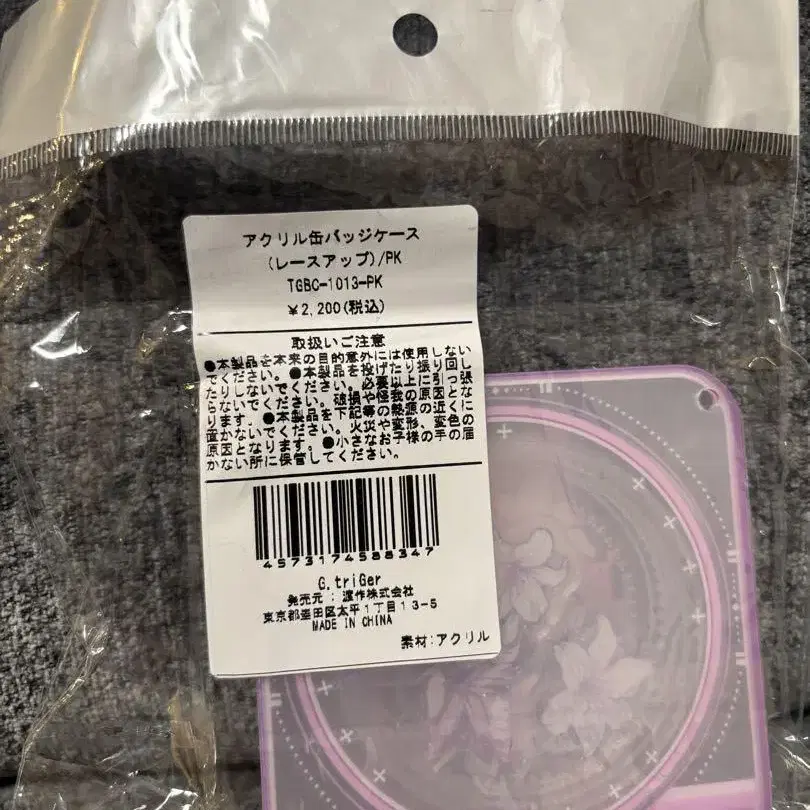 アクリル缶バッジケース
(レースアップ)/PK
TGBC-1013-PK
¥2,200(税込)
取扱いご注意
●本製品を本来の目的意外には使用しない
でください。●本製品を投げたり振り回し
たりしないでください。必要以上に引っ張
らないでください。破損や怪我の原因とな
ります。●本製品を下記等の熱源の近くに
置かないでください。火災や変形、変色の
原因となります。●小さなお子様の手の届
かない所に保管してください。
4573174588347
G.triGer
発売元:渡作株式会社
東京都墨田区太平1丁目13-5
MADE IN CHINA
素材:アクリル